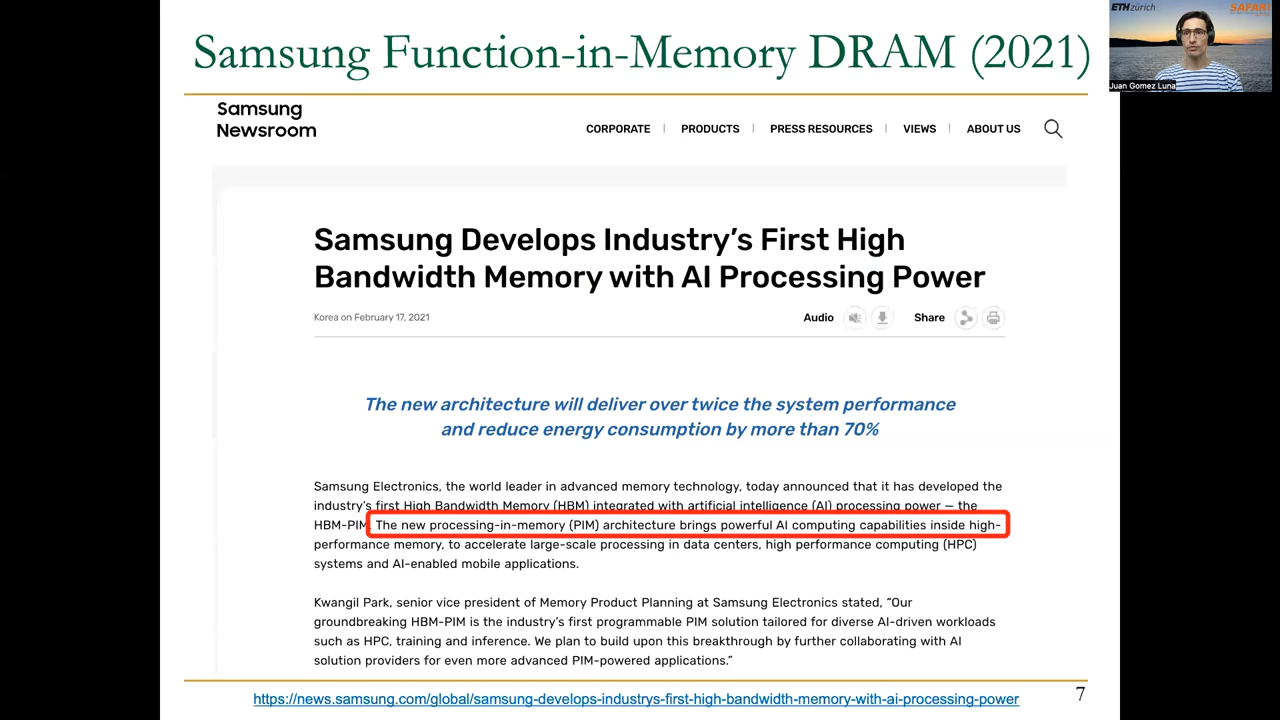 Samsung Function-in-Memory DRAM (2021)
ETHzürich
SAFARI
Juan Gomez Luna
Samsung
Newsroom
CORPORATE | PRODUCTS | PRESS RESOURCES | VIEWS | ABOUT US
Samsung Develops Industry’s First High
Bandwidth Memory with AI Processing Power
Korea on February 17, 2021
Audio
Share
The new architecture will deliver over twice the system performance
and reduce energy consumption by more than 70%
Samsung Electronics, the world leader in advanced memory technology, today announced that it has developed the
industry’s first High Bandwidth Memory (HBM) integrated with artificial intelligence (AI) processing power — the
HBM-PIM. The new processing-in-memory (PIM) architecture brings powerful AI computing capabilities inside high-
performance memory, to accelerate large-scale processing in data centers, high performance computing (HPC)
systems and AI-enabled mobile applications.
Kwangil Park, senior vice president of Memory Product Planning at Samsung Electronics stated, “Our
groundbreaking HBM-PIM is the industry’s first programmable PIM solution tailored for diverse AI-driven workloads
such as HPC, training and inference. We plan to build upon this breakthrough by further collaborating with AI
solution providers for even more advanced PIM-powered applications.”
https://news.samsung.com/global/samsung-develops-industrys-first-high-bandwidth-memory-with-ai-processing-power
7